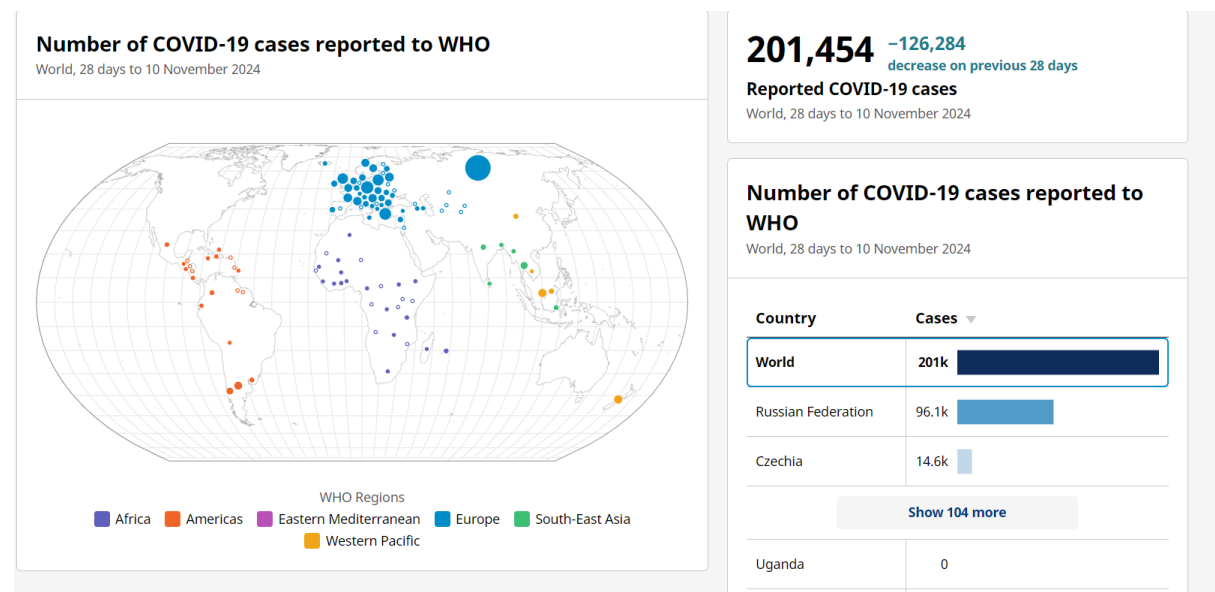 Number of COVID-19 cases reported to WHO
World, 28 days to 10 November 2024
WHO Regions
Africa
Americas
Eastern Mediterranean
Europe
South-East Asia
Western Pacific
201,454
−126,284
decrease on previous 28 days
Reported COVID-19 cases
World, 28 days to 10 November 2024
Number of COVID-19 cases reported to
WHO
World, 28 days to 10 November 2024
Country Cases
World 201k
Russian Federation 96.1k
Czechia 14.6k
Show 104 more
Uganda 0